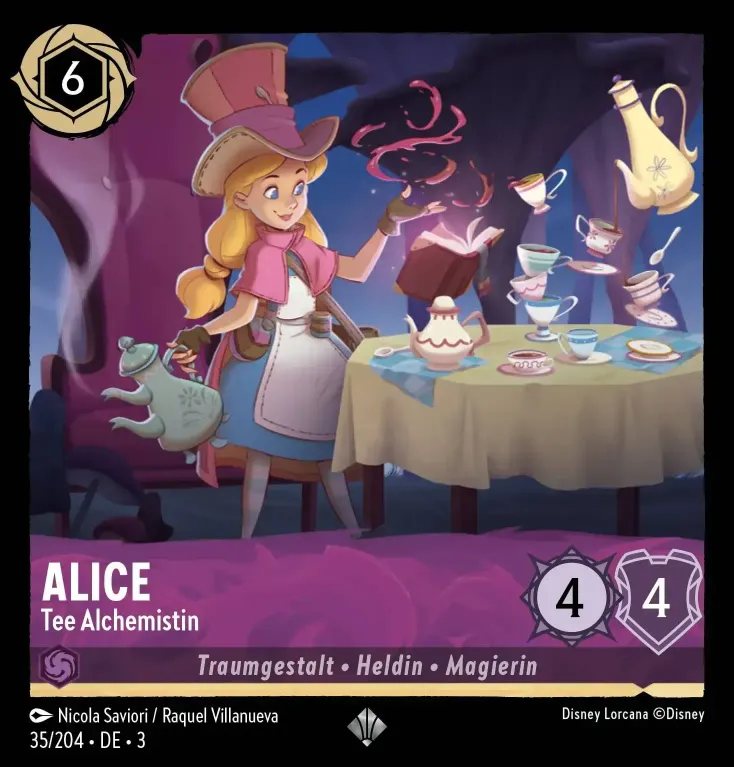 6
ALICE
Tee Alchemistin
4
4
Traumgestalt • Heldin • Magierin
Nicola Saviori / Raquel Villanueva
35/204 • DE • 3
Disney Lorcana ©Disney